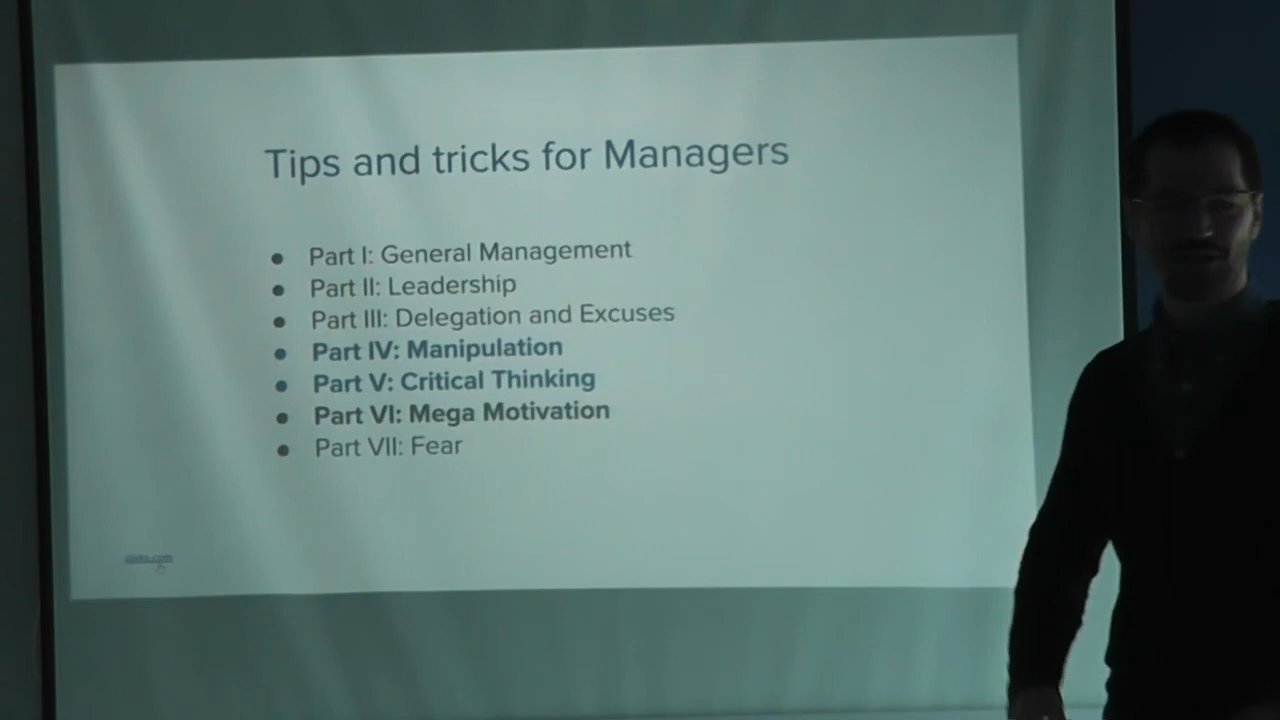 Tips and tricks for Managers
● Part I: General Management
● Part II: Leadership
● Part III: Delegation and Excuses
● Part IV: Manipulation
● Part V: Critical Thinking
● Part VI: Mega Motivation
● Part VII: Fear